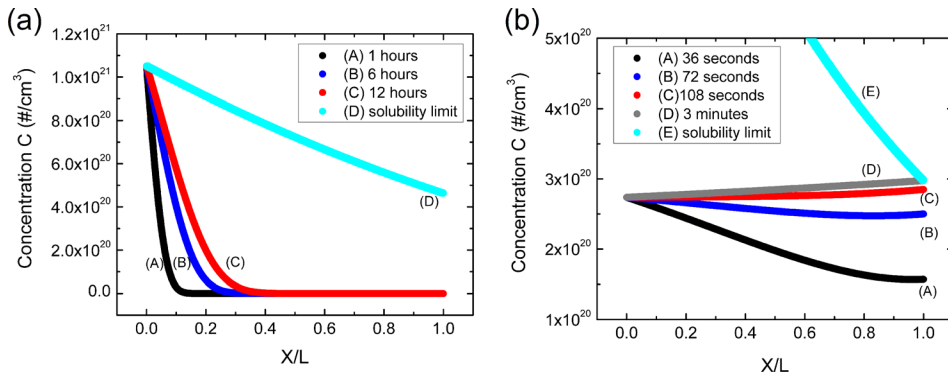 (a)
Concentration C (#/cm³)
1.2x10²¹
1.0x10²¹
8.0x10²⁰
6.0x10²⁰
4.0x10²⁰
2.0x10²⁰
0.0
(A) 1 hours
(B) 6 hours
(C) 12 hours
(D) solubility limit
(D)
(A)
(B)
(C)
0.0 0.2 0.4 0.6 0.8 1.0
X/L
(b)
Concentration C (#/cm³)
5x10²⁰
4x10²⁰
3x10²⁰
2x10²⁰
1x10²⁰
(A) 36 seconds
(B) 72 seconds
(C)108 seconds
(D) 3 minutes
(E) solubility limit
(E)
(D)
(C)
(B)
(A)
0.0 0.2 0.4 0.6 0.8 1.0
X/L